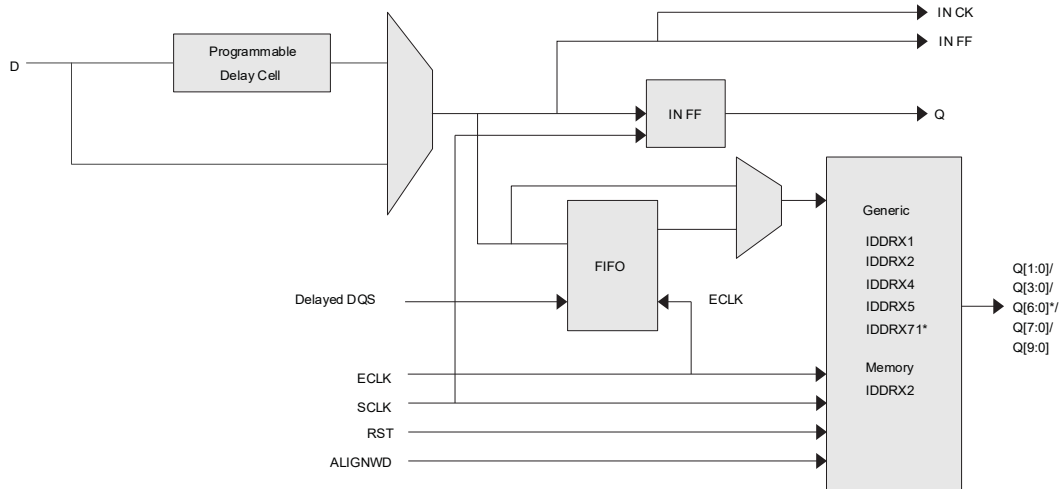 IN CK
IN FF
D
Programmable
Delay Cell
IN FF
Q
Generic
IDDRX1
IDDRX2
IDDRX4
IDDRX5
IDDRX71*
Memory
IDDRX2
FIFO
Delayed DQS
ECLK
Q[1:0]/
Q[3:0]/
Q[6:0]*/
Q[7:0]/
Q[9:0]
ECLK
SCLK
RST
ALIGNWD